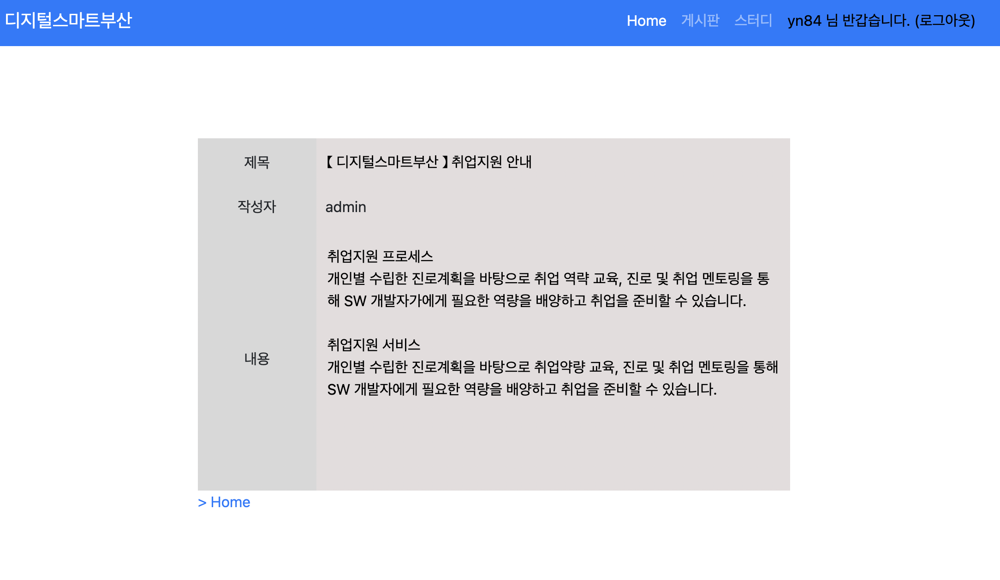 디지털스마트부산
Home 게시판 스터디 yn84 님 반갑습니다. (로그아웃)
제목 【 디지털스마트부산 】 취업지원 안내
작성자 admin
내용
취업지원 프로세스
개인별 수립한 진로계획을 바탕으로 취업 역략 교육, 진로 및 취업 멘토링을 통
해 SW 개발자가에게 필요한 역량을 배양하고 취업을 준비할 수 있습니다.
취업지원 서비스
개인별 수립한 진로계획을 바탕으로 취업약량 교육, 진로 및 취업 멘토링을 통해
SW 개발자에게 필요한 역량을 배양하고 취업을 준비할 수 있습니다.
> Home